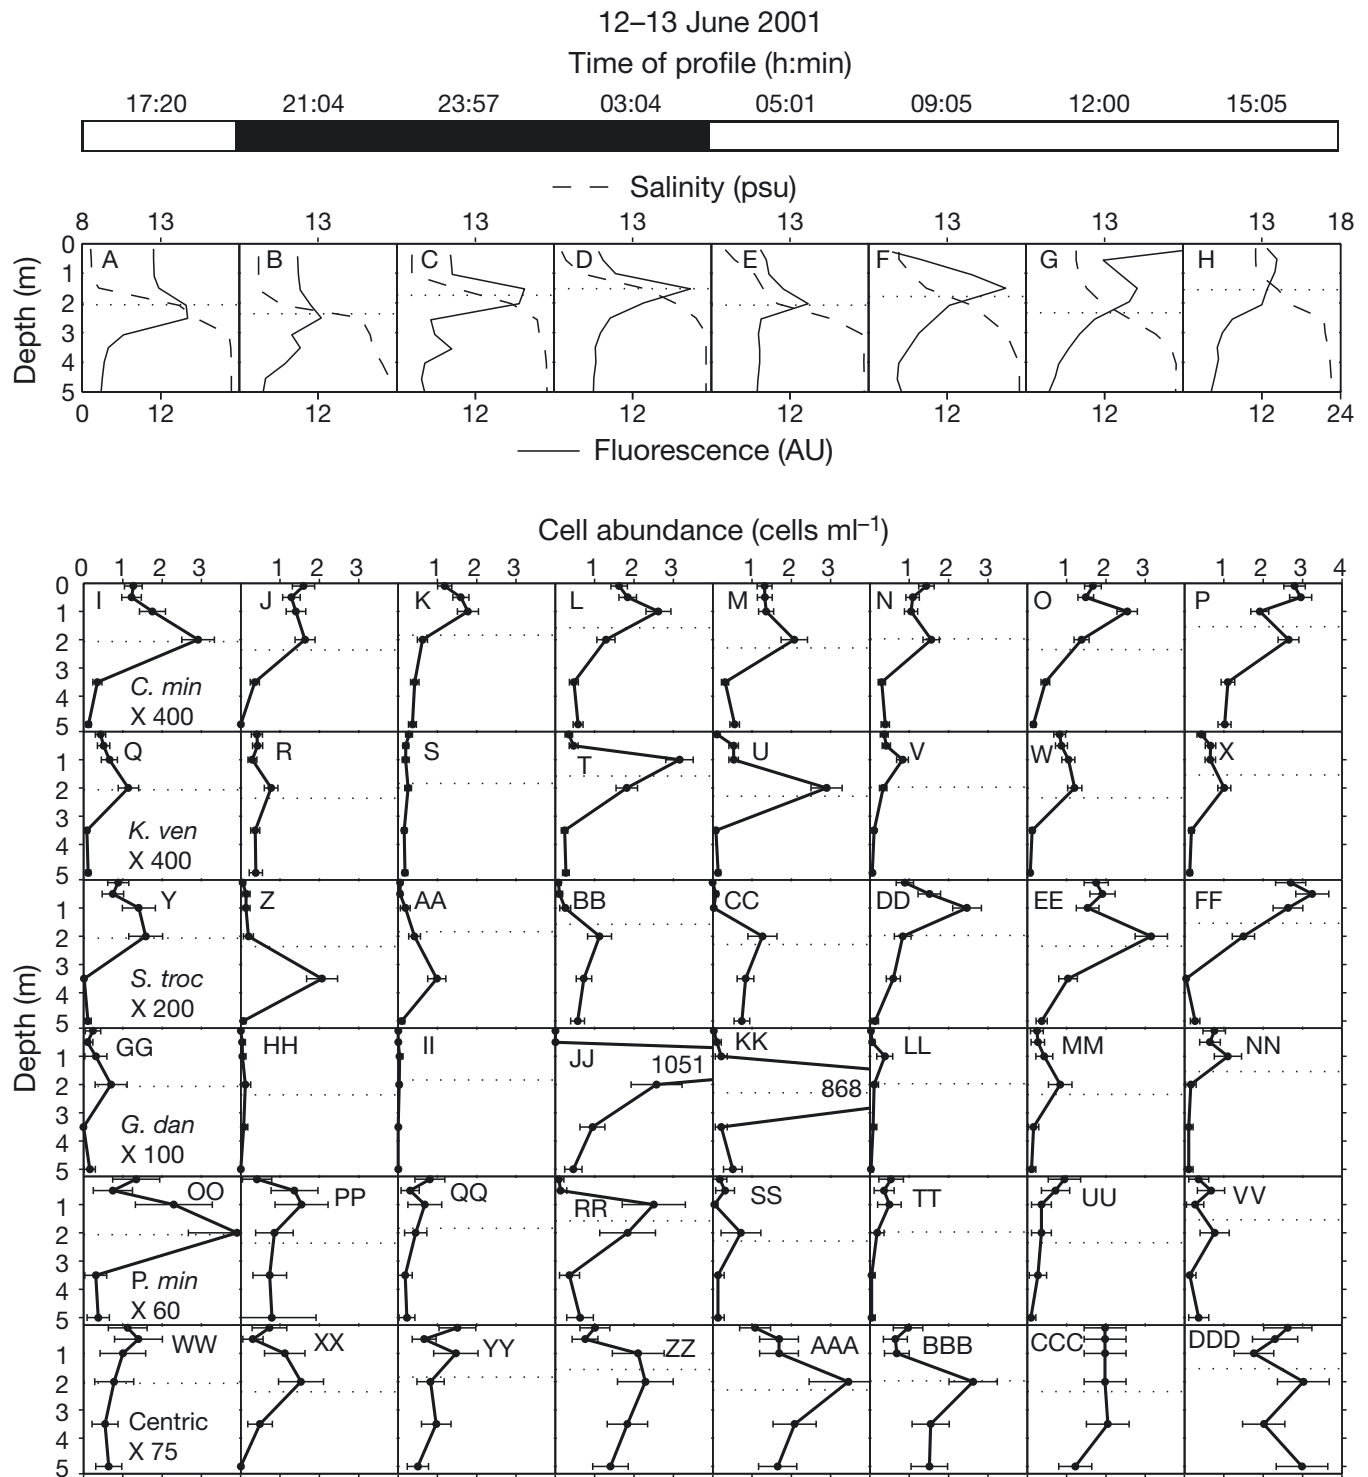 12–13 June 2001
Time of profile (h:min)
17:20 21:04 23:57 03:04 05:01 09:05 12:00 15:05
Salinity (psu)
8 13 13 13 13 13 13 13 13 18
Depth (m)
0
1
2
3
4
5
A B C D E F G H
0 12 12 12 12 12 12 12 12 24
Fluorescence (AU)
Cell abundance (cells ml–1)
0 1 2 3 1 2 3 1 2 3 1 2 3 1 2 3 1 2 3 1 2 3 1 2 3 4
Depth (m)
0
1
2
3
4
5
I J K L M N O P
C. min
X 400
1
2
3
4
5
Q R S T U V W X
K. ven
X 400
1
2
3
4
5
Y Z AA BB CC DD EE FF
S. troc
X 200
1
2
3
4
5
GG HH II JJ 1051 KK 868 LL MM NN
G. dan
X 100
1
2
3
4
5
OO PP QQ RR SS TT UU VV
P. min
X 60
1
2
3
4
5
WW XX YY ZZ AAA BBB CCC DDD
Centric
X 75